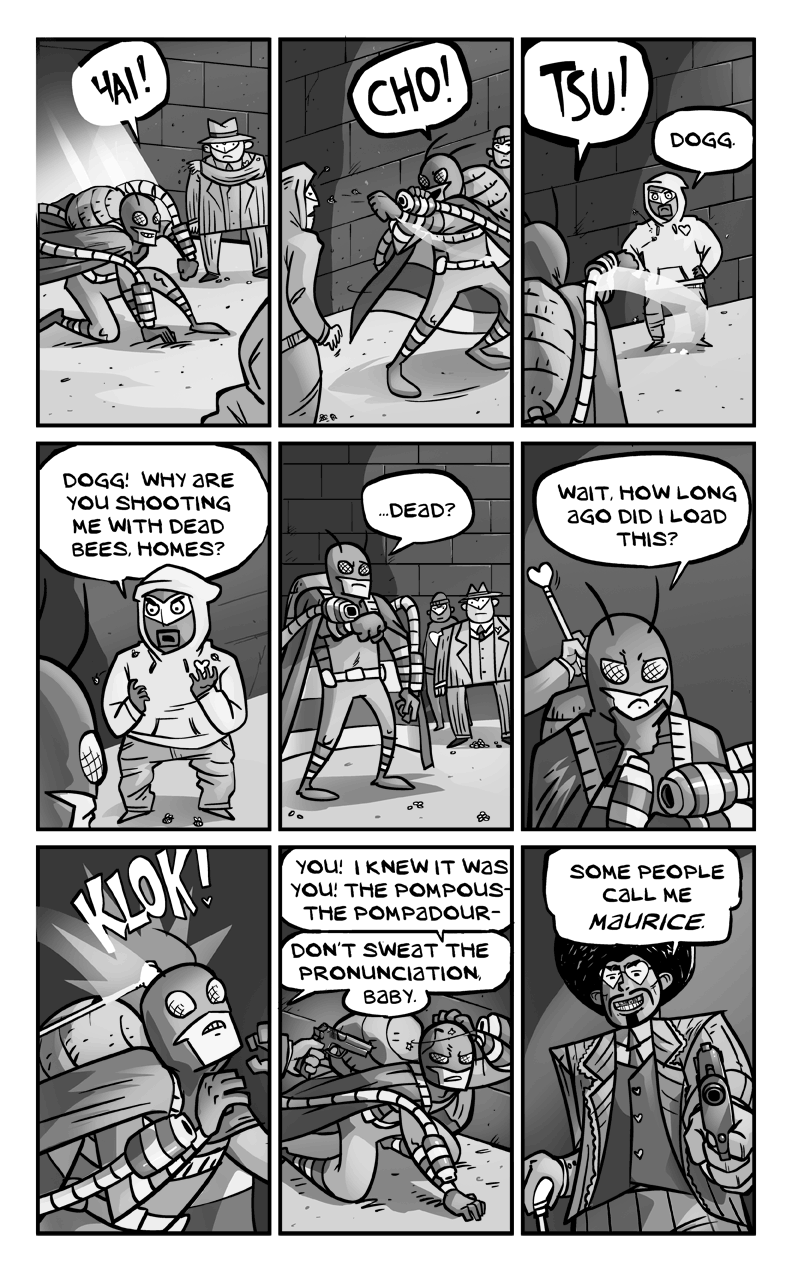 YAI!
CHO!
TSU!
DOGG.
DOGG! WHY ARE
YOU SHOOTING
ME WITH DEAD
BEES, HOMES?
...DEAD?
WAIT, HOW LONG
AGO DID I LOAD
THIS?
KLOK!
YOU! I KNEW IT WAS
YOU! THE POMPOUS-
THE POMPADOUR-
DON'T SWEAT THE
PRONUNCIATION,
BABY.
SOME PEOPLE
CALL ME
MAURICE.